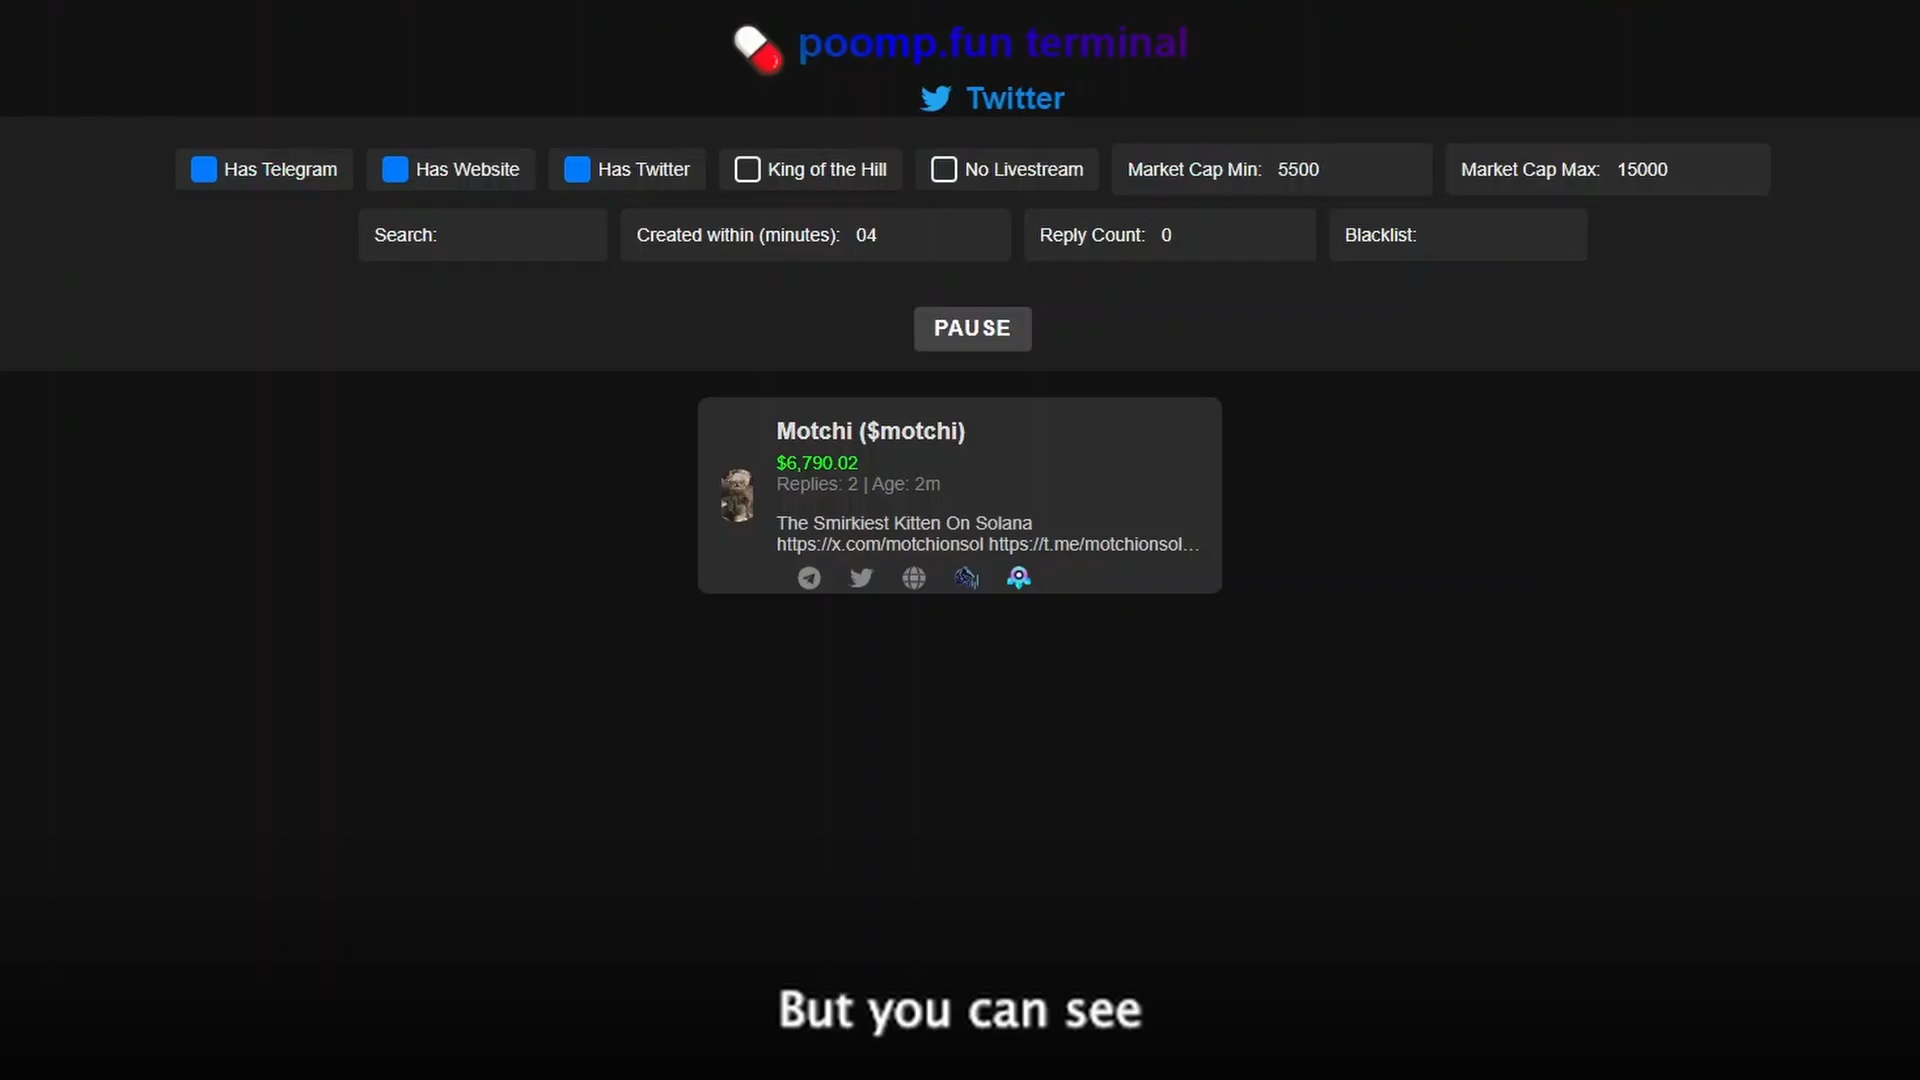 poomp.fun terminal
Twitter
Has Telegram Has Website Has Twitter King of the Hill No Livestream Market Cap Min: 5500 Market Cap Max: 15000
Search: Created within (minutes): 04 Reply Count: 0 Blacklist:
PAUSE
Motchi ($motchi)
$6,790.02
Replies: 2 | Age: 2m
The Smirkiest Kitten On Solana
https://x.com/motchionsol https://t.me/motchionsol…
But you can see